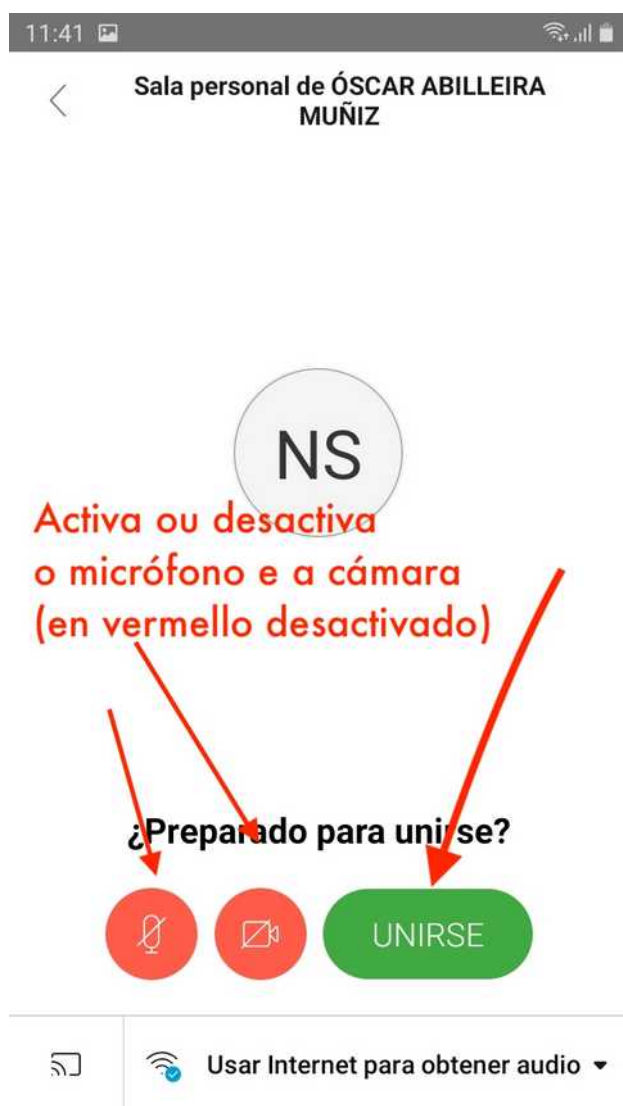 11:41
Sala personal de ÓSCAR ABILLEIRA
MUÑIZ
NS
Activa ou desactiva
o micrófono e a cámara
(en vermello desactivado)
¿Preparado para unirse?
UNIRSE
Usar Internet para obtener audio